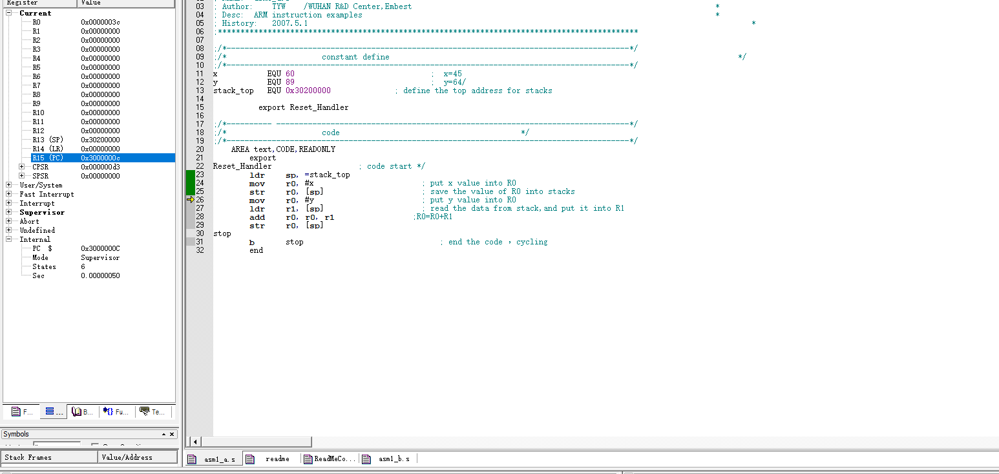 Register Value
Current
R0 0x0000003c
R1 0x00000000
R2 0x00000000
R3 0x00000000
R4 0x00000000
R5 0x00000000
R6 0x00000000
R7 0x00000000
R8 0x00000000
R9 0x00000000
R10 0x00000000
R11 0x00000000
R12 0x00000000
R13 (SP) 0x30200000
R14 (LR) 0x00000000
R15 (PC) 0x3000000c
CPSR 0x000000d3
SPSR 0x00000000
User/System
Fast Interrupt
Interrupt
Supervisor
Abort
Undefined
Internal
PC $ 0x3000000C
Mode Supervisor
States 6
Sec 0.00000050
F...
...
B...
Fu...
Te...
Symbols
Stack Frames Value/Address
03 ; Author: TYW /WUHAN R&D Center,Embest *
04 ; Desc: ARM instruction examples *
05 ; History: 2007.5.1 *
06 ;*********************************************************************************************
07
08 ;/*-----------------------------------------------------------------------------------------*/
09 ;/* constant define */
10 ;/*-----------------------------------------------------------------------------------------*/
11 x EQU 60 ; x=45
12 y EQU 89 ; y=64/
13 stack_top EQU 0x30200000 ; define the top address for stacks
14
15 export Reset_Handler
16
17 ;/*---------- ------------------------------------------------------------------------------*/
18 ;/* code */
19 ;/*-----------------------------------------------------------------------------------------*/
20 AREA text,CODE,READONLY
21 export
22 Reset_Handler ; code start */
23 ldr sp, =stack_top
24 mov r0, #x ; put x value into R0
25 str r0, [sp] ; save the value of R0 into stacks
26 mov r0, #y ; put y value into R0
27 ldr r1, [sp] ; read the data from stack,and put it into R1
28 add r0, r0, r1 ;R0=R0+R1
29 str r0, [sp]
30 stop
31 b stop ; end the code ，cycling
32 end
asm1_a.s readme ReadMeCo... asm1_b.s